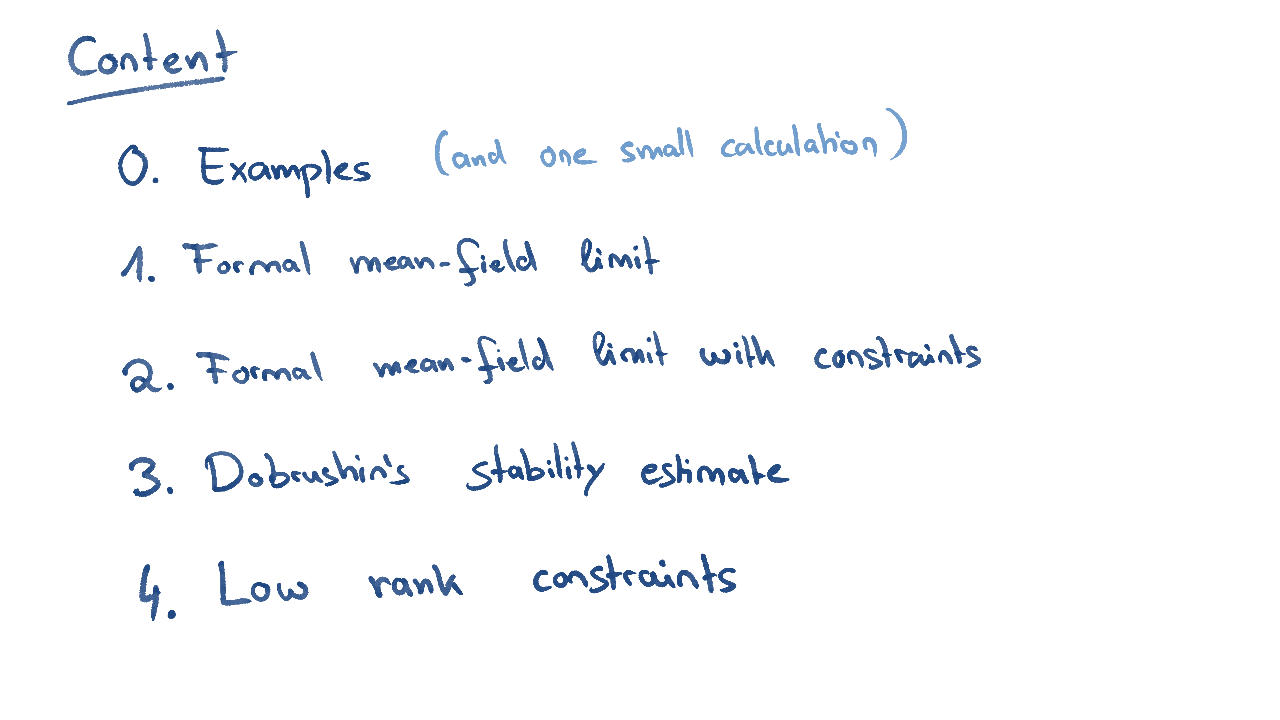 Content
0. Examples (and one small calculation)
1. Formal mean-field limit
2. Formal mean-field limit with constraints
3. Dobrushin's stability estimate
4. Low rank constraints